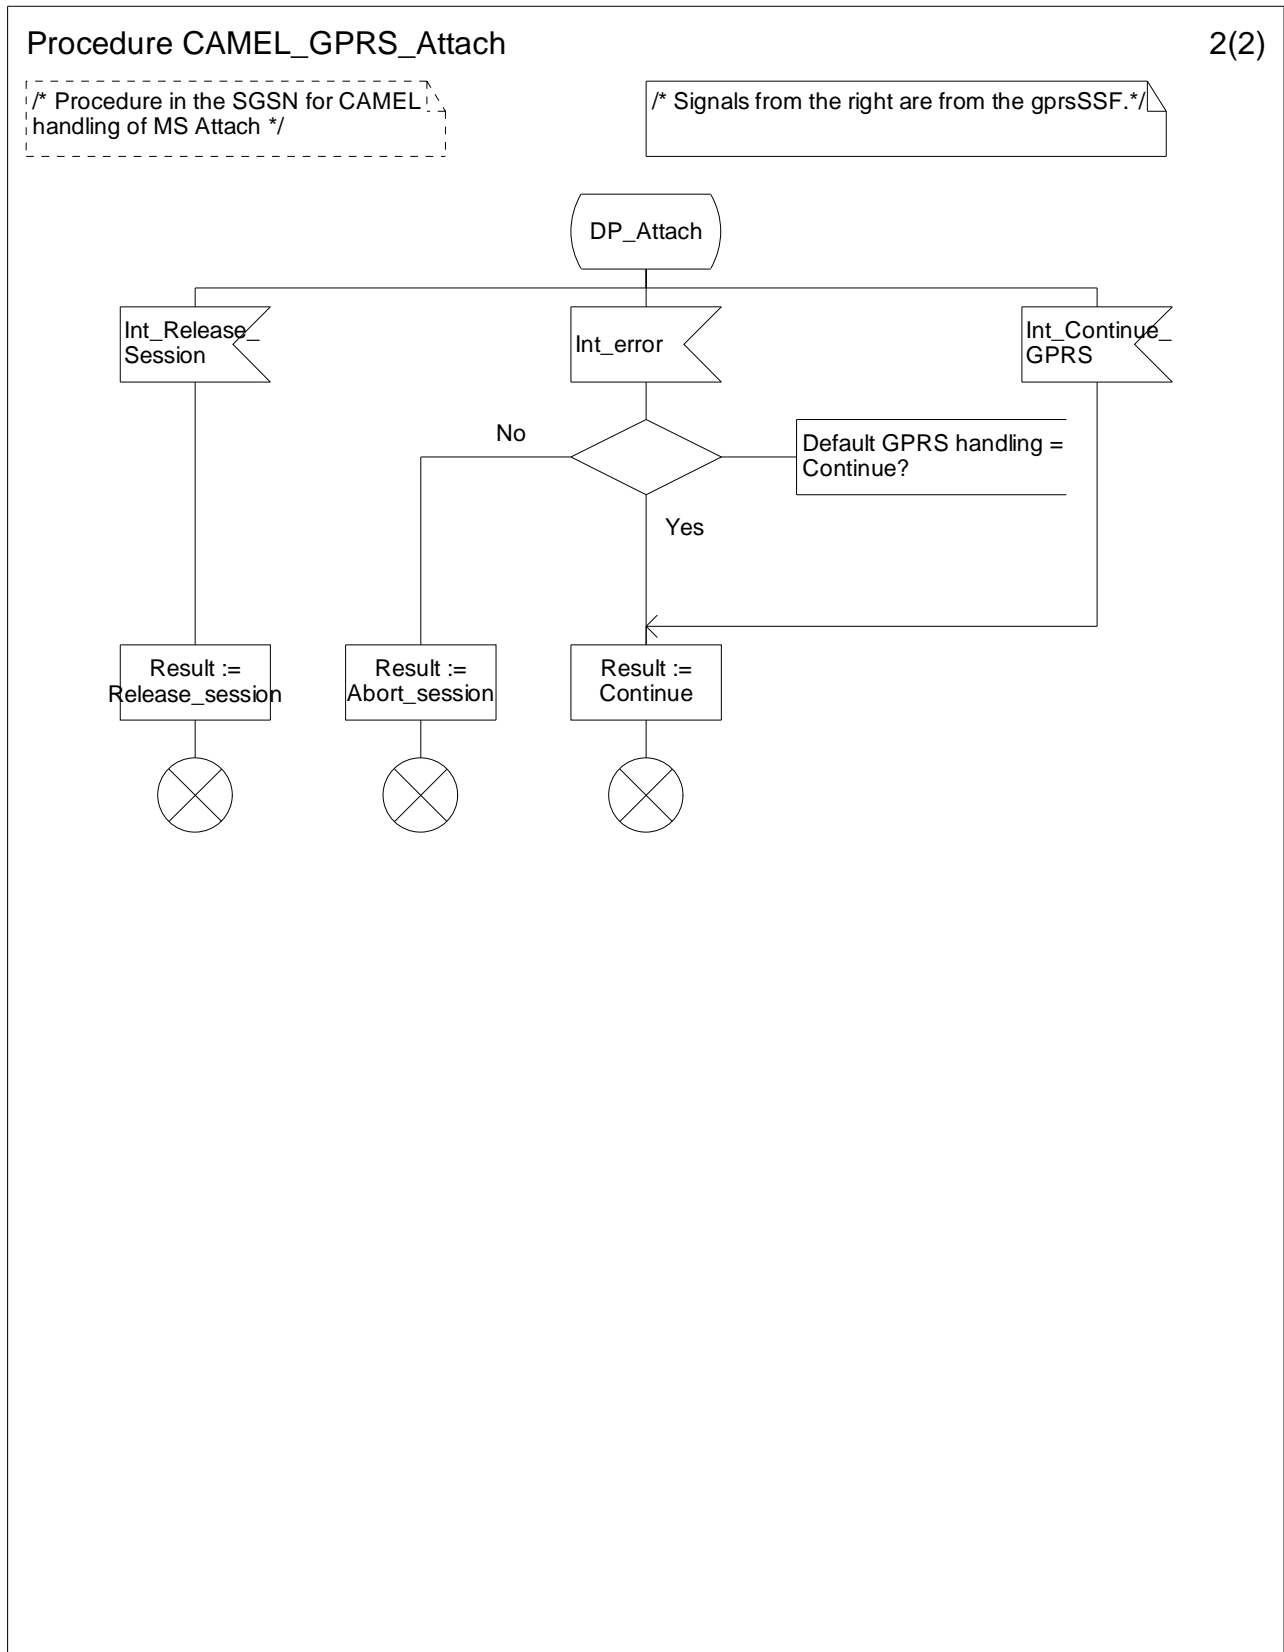 Procedure CAMEL_GPRS_Attach
2(2)
/* Procedure in the SGSN for CAMEL
handling of MS Attach */
/* Signals from the right are from the gprsSSF.*/
DP_Attach
Int_Release_
Session
Int_error
Int_Continue_
GPRS
No
Default GPRS handling =
Continue?
Yes
Result :=
Release_session
Result :=
Abort_session
Result :=
Continue